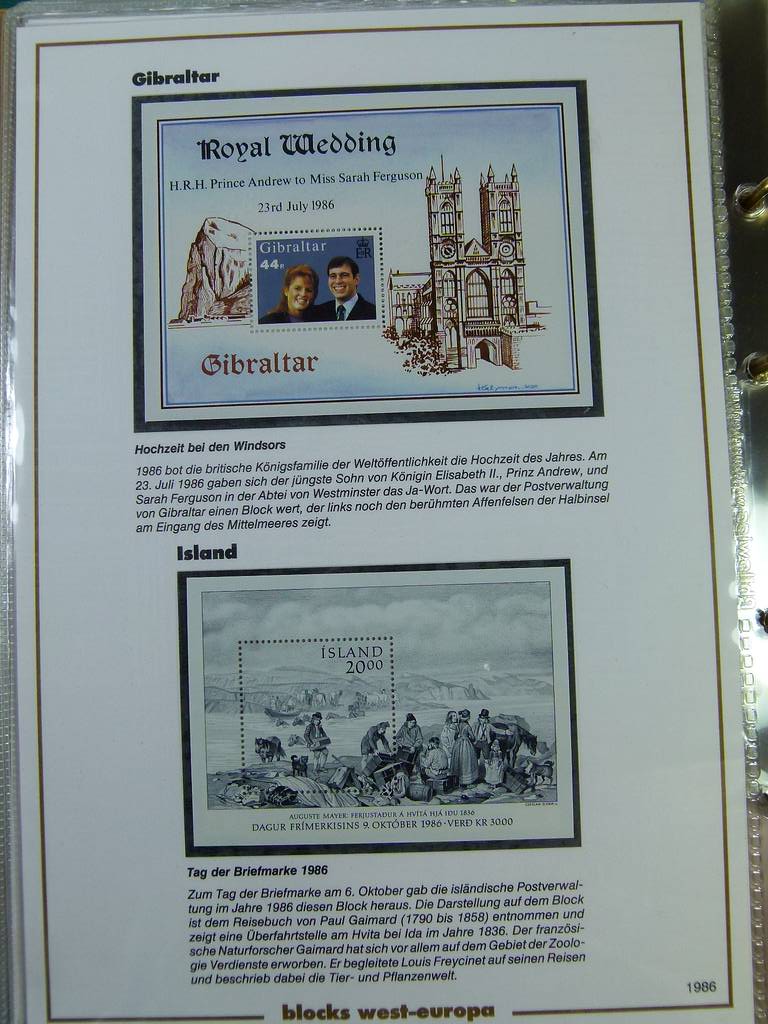 Gibraltar
Royal Wedding
H.R.H. Prince Andrew to Miss Sarah Ferguson
23rd July 1986
Gibraltar
44P
E II R
Gibraltar
Hochzeit bei den Windsors
1986 bot die britische Königsfamilie der Weltöffentlichkeit die Hochzeit des Jahres. Am
23. Juli 1986 gaben sich der jüngste Sohn von Königin Elisabeth II., Prinz Andrew, und
Sarah Ferguson in der Abtei von Westminster das Ja-Wort. Das war der Postverwaltung
von Gibraltar einen Block wert, der links noch den berühmten Affenfelsen der Halbinsel
am Eingang des Mittelmeeres zeigt.
Island
ÍSLAND
20.00
AUGUSTE MAYER: FERJUSTAÐUR Á HVÍTÁ HJÁ IÐU 1836
DAGUR FRÍMERKISINS 9. OKTÓBER 1986 · VERÐ KR 30.00
Tag der Briefmarke 1986
Zum Tag der Briefmarke am 6. Oktober gab die isländische Postverwal-
tung im Jahre 1986 diesen Block heraus. Die Darstellung auf dem Block
ist dem Reisebuch von Paul Gaimard (1790 bis 1858) entnommen und
zeigt eine Überfahrtstelle am Hvita bei Ida im Jahre 1836. Der französi-
sche Naturforscher Gaimard hat sich vor allem auf dem Gebiet der Zoolo-
gie Verdienste erworben. Er begleitete Louis Freycinet auf seinen Reisen
und beschrieb dabei die Tier- und Pflanzenwelt.
1986
blocks west-europa